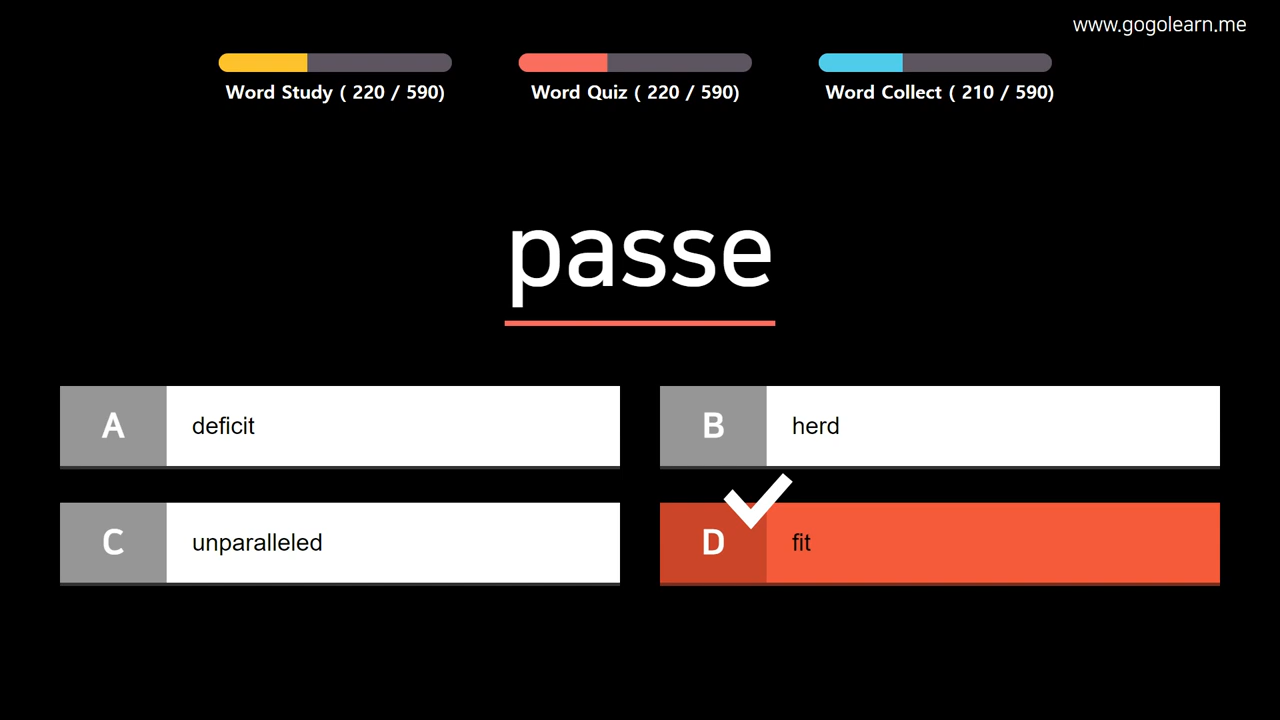 www.gogolearn.me
Word Study ( 220 / 590)
Word Quiz ( 220 / 590)
Word Collect ( 210 / 590)
passe
A deficit
B herd
C unparalleled
D fit